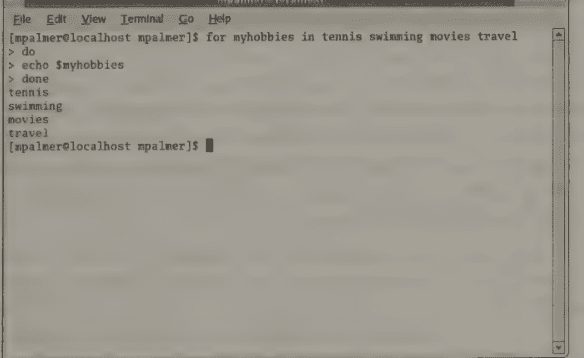 File Edit View Terminal Go Help
[mpalmer@localhost mpalmer]$ for myhobbies in tennis swimming movies travel
> do
> echo $myhobbies
> done
tennis
swimming
movies
travel
[mpalmer@localhost mpalmer]$